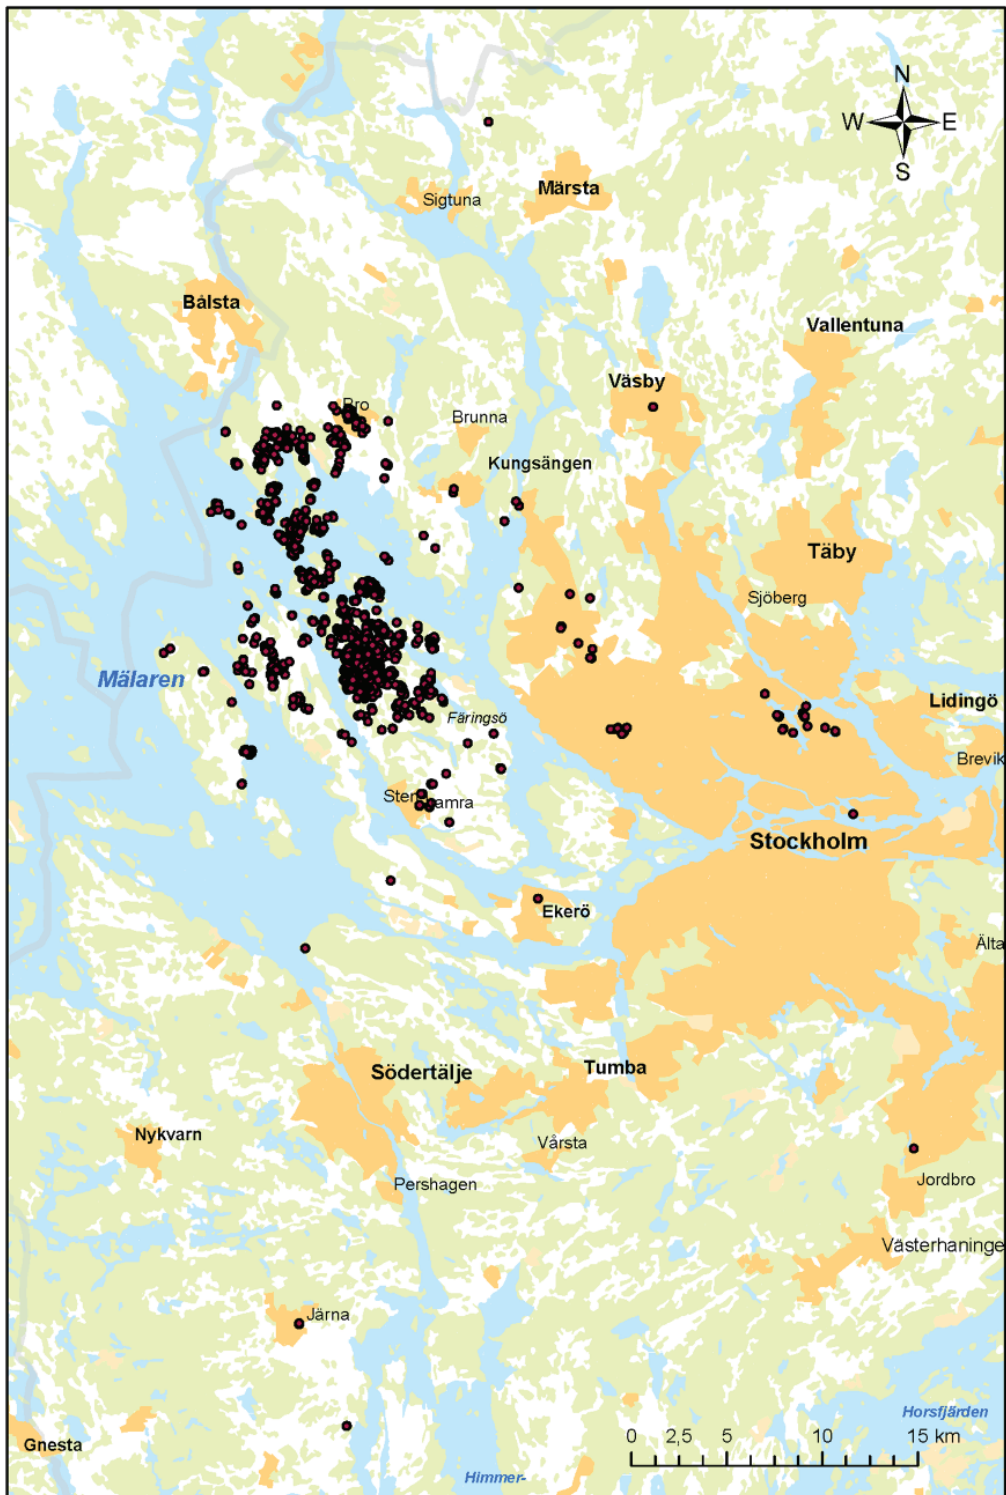 N
W E
S
Märsta
Sigtuna
Bålsta
Vallentuna
Väsby
Bro
Brunna
Kungsängen
Täby
Sjöberg
Mälaren
Lidingö
Färingsö
Brevik
Stenhamra
Stockholm
Ekerö
Älta
Södertälje
Tumba
Nykvarn
Vårsta
Pershagen
Jordbro
Västerhaninge
Järna
Horsfjärden
0 2,5 5 10 15 km
Gnesta
Himmer-